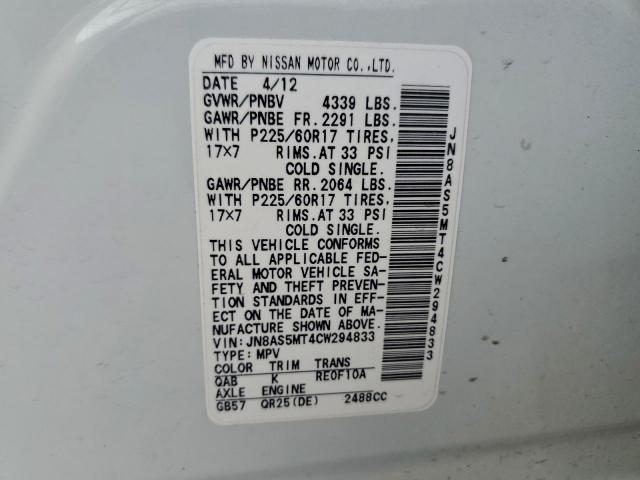 MFD BY NISSAN MOTOR CO.,LTD.
DATE 4/12
GVWR/PNBV 4339 LBS.
GAWR/PNBE FR. 2291 LBS.
WITH P225/60R17 TIRES,
17×7 RIMS.AT 33 PSI
COLD SINGLE.
GAWR/PNBE RR. 2064 LBS.
WITH P225/60R17 TIRES,
17×7 RIMS.AT 33 PSI
COLD SINGLE.
THIS VEHICLE CONFORMS
TO ALL APPLICABLE FED-
ERAL MOTOR VEHICLE SA-
FETY AND THEFT PREVEN-
TION STANDARDS IN EFF-
ECT ON THE DATE OF MA-
NUFACTURE SHOWN ABOVE.
VIN: JN8AS5MT4CW294833
TYPE: MPV
COLOR TRIM TRANS
QAB K RE0F10A
AXLE ENGINE
GB57 QR25(DE) 2488CC
JN8AS5MT4CW294833